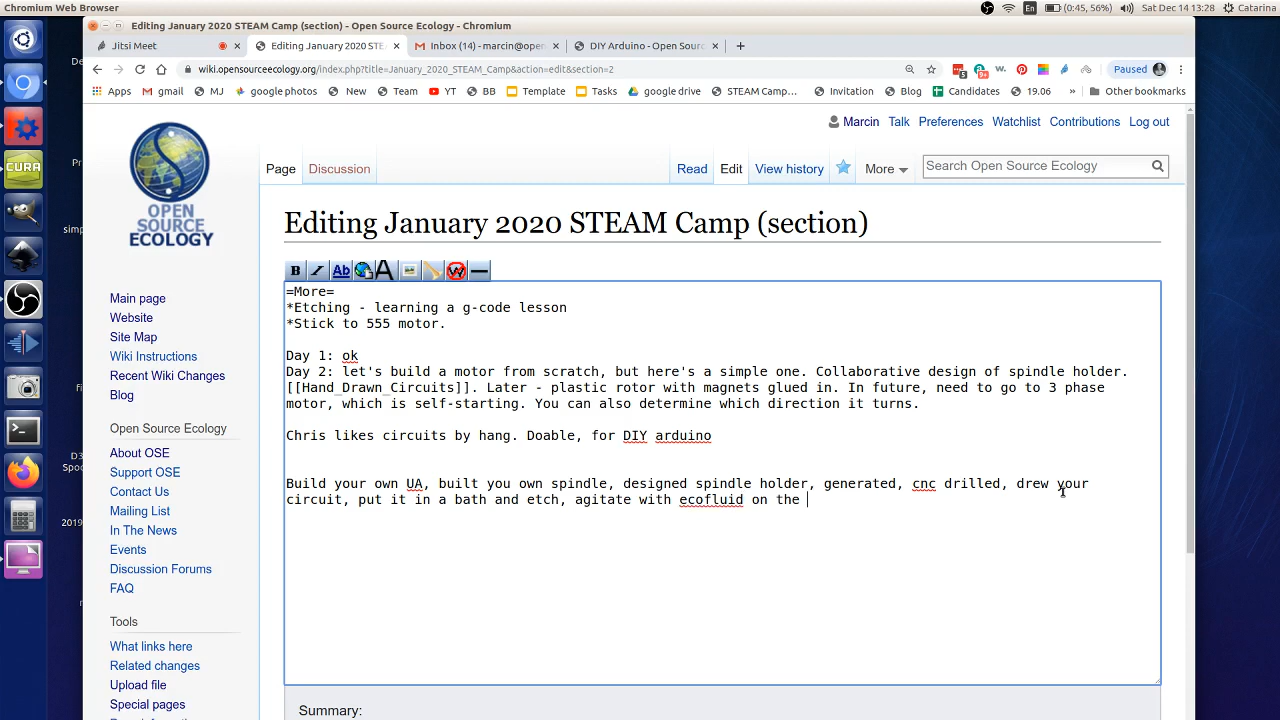 Chromium Web Browser
En
(0:45, 56%)
Sat Dec 14 13:28
Catarina
Editing January 2020 STEAM Camp (section) - Open Source Ecology - Chromium
Jitsi Meet
Editing January 2020 STE
Inbox (14) - marcin@open
DIY Arduino - Open Sourc
wiki.opensourceecology.org/index.php?title=January_2020_STEAM_Camp&action=edit&section=2
Paused
Apps
gmail
MJ
google photos
New
Team
YT
BB
Template
Tasks
google drive
STEAM Camp...
Invitation
Blog
Candidates
19.06
»
Other bookmarks
Marcin
Talk
Preferences
Watchlist
Contributions
Log out
CURA
OPEN
SOURCE
ECOLOGY
Page
Discussion
Read
Edit
View history
More
Search Open Source Ecology
Editing January 2020 STEAM Camp (section)
B
I
Ab
A
W
=More=
*Etching - learning a g-code lesson
*Stick to 555 motor.
Day 1: ok
Day 2: let's build a motor from scratch, but here's a simple one. Collaborative design of spindle holder.
[[Hand_Drawn_Circuits]]. Later - plastic rotor with magnets glued in. In future, need to go to 3 phase
motor, which is self-starting. You can also determine which direction it turns.
Chris likes circuits by hang. Doable, for DIY arduino
Build your own UA, built you own spindle, designed spindle holder, generated, cnc drilled, drew your
circuit, put it in a bath and etch, agitate with ecofluid on the
Main page
Website
Site Map
Wiki Instructions
Recent Wiki Changes
Blog
Open Source Ecology
About OSE
Support OSE
Contact Us
Mailing List
In The News
Events
Discussion Forums
FAQ
Tools
What links here
Related changes
Upload file
Special pages
Summary: